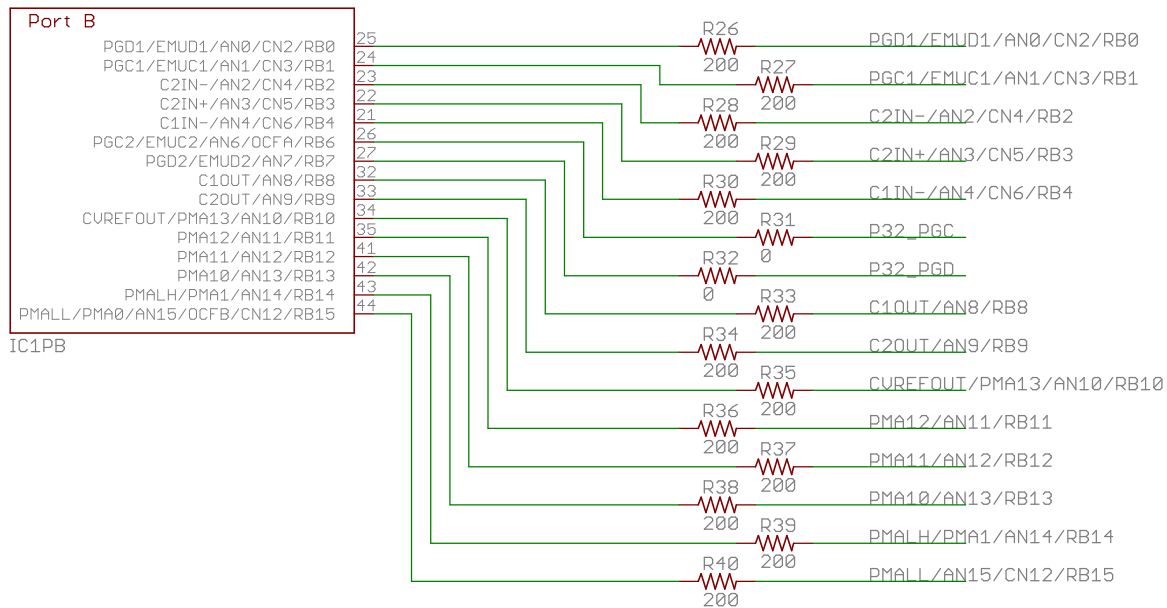 Port B
PGD1/EMUD1/AN0/CN2/RB0 25 R26 200 PGD1/EMUD1/AN0/CN2/RB0
PGC1/EMUC1/AN1/CN3/RB1 24 R27 200 PGC1/EMUC1/AN1/CN3/RB1
C2IN-/AN2/CN4/RB2 23 R28 200 C2IN-/AN2/CN4/RB2
C2IN+/AN3/CN5/RB3 22 R29 200 C2IN+/AN3/CN5/RB3
C1IN-/AN4/CN6/RB4 21 R30 200 C1IN-/AN4/CN6/RB4
PGC2/EMUC2/AN6/OCFA/RB6 26 R31 0 P32_PGC
PGD2/EMUD2/AN7/RB7 27 R32 0 P32_PGD
C1OUT/AN8/RB8 32 R33 200 C1OUT/AN8/RB8
C2OUT/AN9/RB9 33 R34 200 C2OUT/AN9/RB9
CVREFOUT/PMA13/AN10/RB10 34 R35 200 CVREFOUT/PMA13/AN10/RB10
PMA12/AN11/RB11 35 R36 200 PMA12/AN11/RB11
PMA11/AN12/RB12 41 R37 200 PMA11/AN12/RB12
PMA10/AN13/RB13 42 R38 200 PMA10/AN13/RB13
PMALH/PMA1/AN14/RB14 43 R39 200 PMALH/PMA1/AN14/RB14
PMALL/PMA0/AN15/OCFB/CN12/RB15 44 R40 200 PMALL/AN15/CN12/RB15
IC1PB